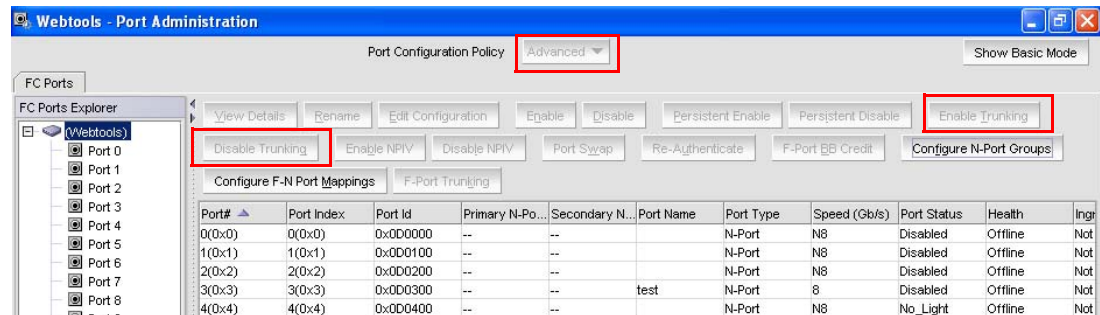 Webtools - Port Administration
Port Configuration Policy Advanced Show Basic Mode
FC Ports
FC Ports Explorer
(Webtools)
Port 0
Port 1
Port 2
Port 3
Port 4
Port 5
Port 6
Port 7
Port 8
View Details Rename Edit Configuration Enable Disable Persistent Enable Persistent Disable Enable Trunking
Disable Trunking Enable NPIV Disable NPIV Port Swap Re-Authenticate F-Port BB Credit Configure N-Port Groups
Configure F-N Port Mappings F-Port Trunking
Port# Port Index Port Id Primary N-Po... Secondary N... Port Name Port Type Speed (Gb/s) Port Status Health Ingr
0(0x0) 0(0x0) 0x0D0000 -- -- N-Port N8 Disabled Offline Not
1(0x1) 1(0x1) 0x0D0100 -- -- N-Port N8 Disabled Offline Not
2(0x2) 2(0x2) 0x0D0200 -- -- N-Port N8 Disabled Offline Not
3(0x3) 3(0x3) 0x0D0300 -- -- test N-Port 8 Disabled Offline Not
4(0x4) 4(0x4) 0x0D0400 -- -- N-Port N8 No_Light Offline Not